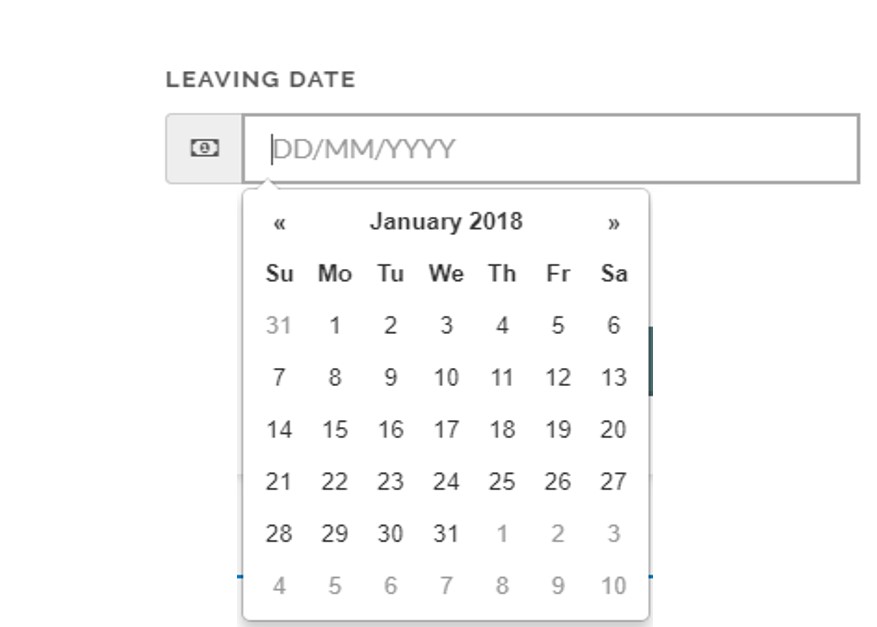 LEAVING DATE
DD/MM/YYYY
« January 2018 »
Su Mo Tu We Th Fr Sa
31 1 2 3 4 5 6
7 8 9 10 11 12 13
14 15 16 17 18 19 20
21 22 23 24 25 26 27
28 29 30 31 1 2 3
4 5 6 7 8 9 10